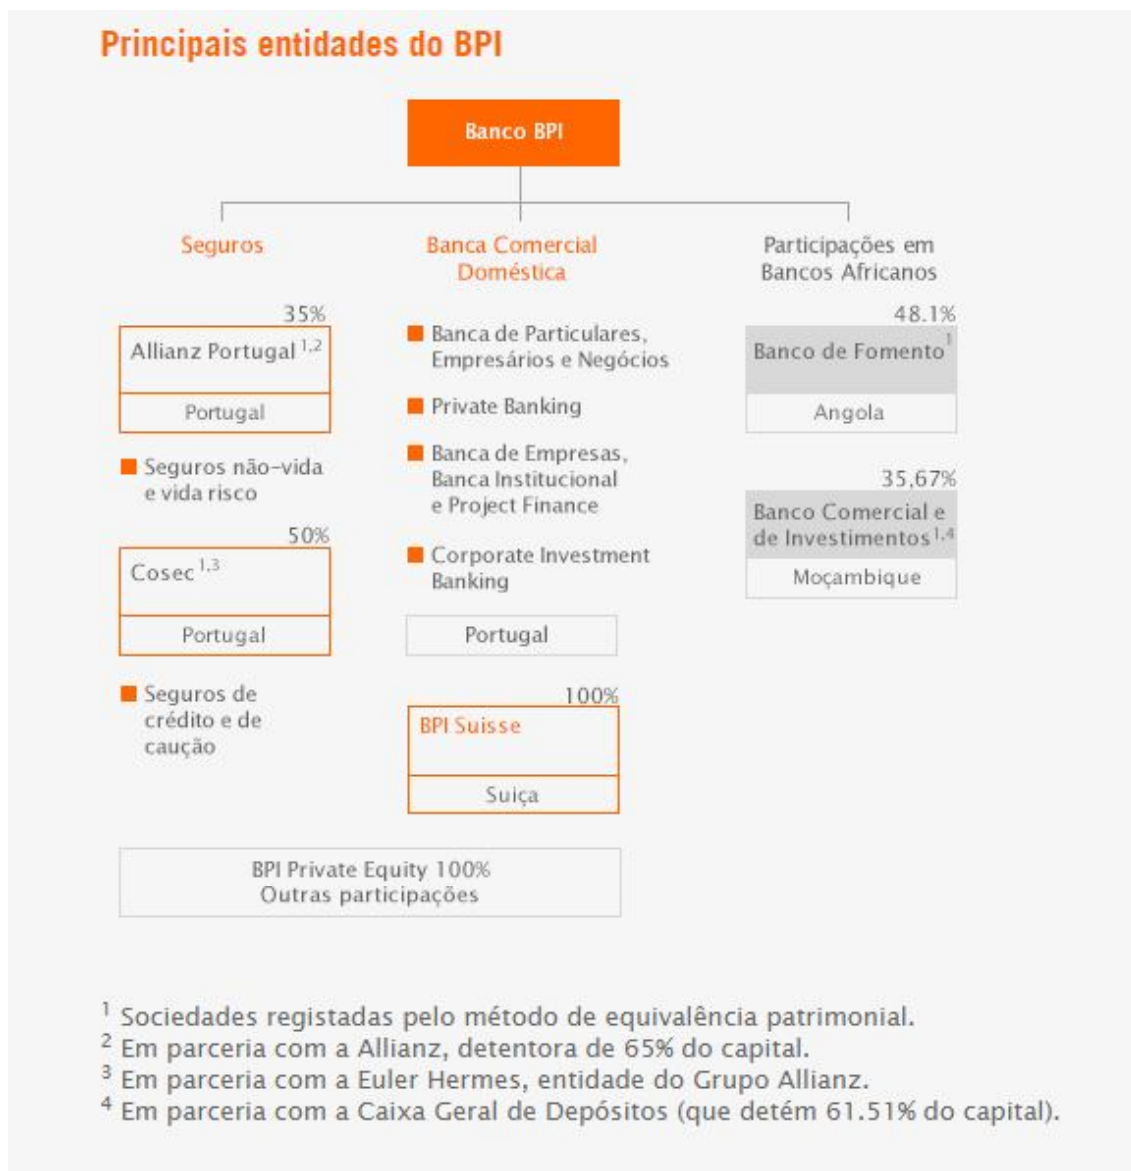 Principais entidades do BPI
Banco BPI
Seguros
35%
Allianz Portugal 1,2
Portugal
Seguros não-vida
e vida risco
50%
Cosec 1,3
Portugal
Seguros de
crédito e de
caução
Banca Comercial
Doméstica
Banca de Particulares,
Empresários e Negócios
Private Banking
Banca de Empresas,
Banca Institucional
e Project Finance
Corporate Investment
Banking
Portugal
100%
BPI Suisse
Suiça
Participações em
Bancos Africanos
48.1%
Banco de Fomento 1
Angola
35,67%
Banco Comercial e
de Investimentos 1,4
Moçambique
BPI Private Equity 100%
Outras participações
1 Sociedades registadas pelo método de equivalência patrimonial.
2 Em parceria com a Allianz, detentora de 65% do capital.
3 Em parceria com a Euler Hermes, entidade do Grupo Allianz.
4 Em parceria com a Caixa Geral de Depósitos (que detém 61.51% do capital).